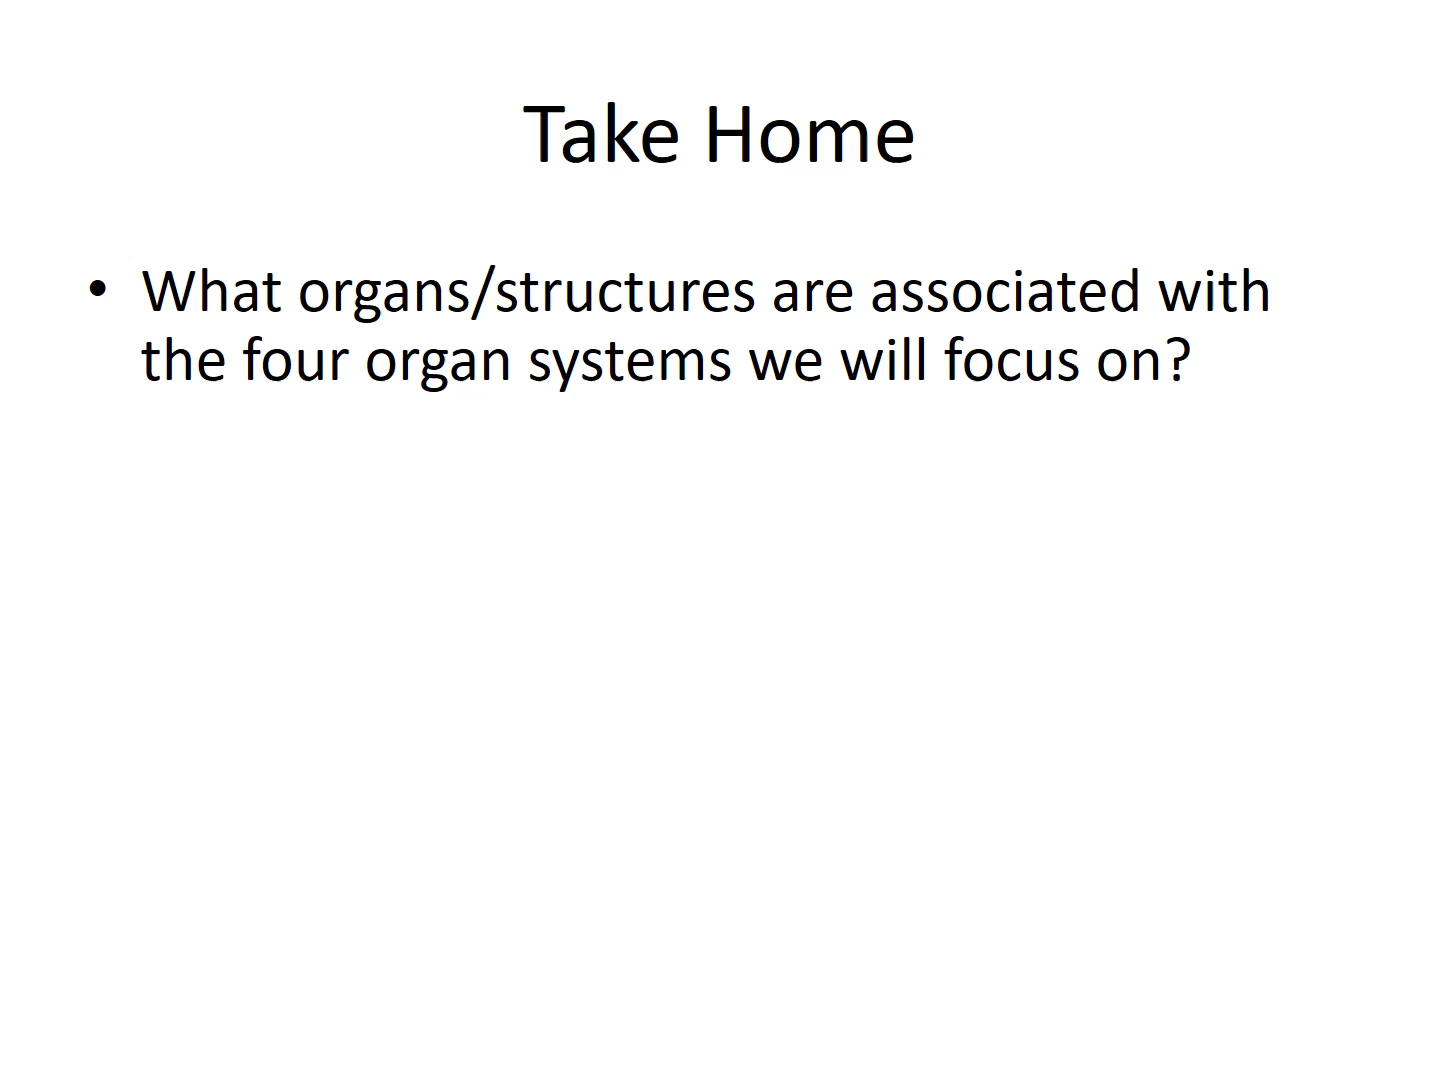 Take Home
• What organs/structures are associated with
the four organ systems we will focus on?